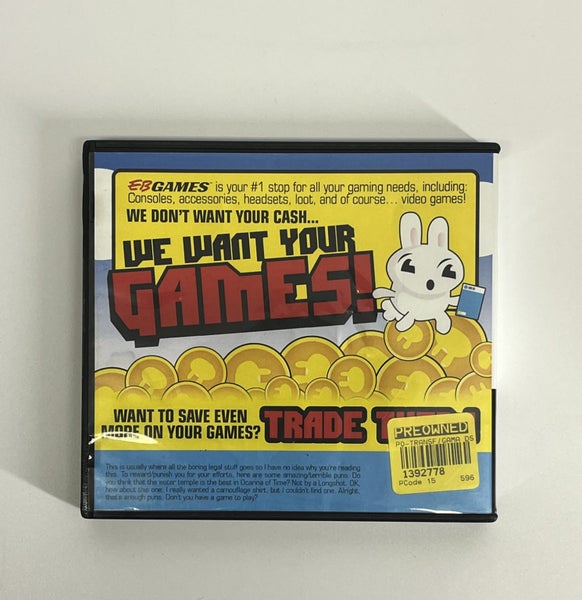 EB GAMES™ is your #1 stop for all your gaming needs, including:
Consoles, accessories, headsets, loot, and of course... video games!
WE DON'T WANT YOUR CASH...
WE WANT YOUR
GAMES!
WANT TO SAVE EVEN
MORE ON YOUR GAMES?
TRADE
PREOWNED
PO-TRANSF/GAMA DS
1392778
PCode 15 596
This is usually where all the boring legal stuff goes so I have no idea why you're reading
this. To reward/punish you for your efforts, here are some amazing/terrible puns. Do
you think that the water temple is the best in Ocarina of Time? Not by a Longshot. OK,
how about this one: I really wanted a camouflage shirt, but I couldn't find one. Alright,
that's enough puns. Don't you have a game to play?